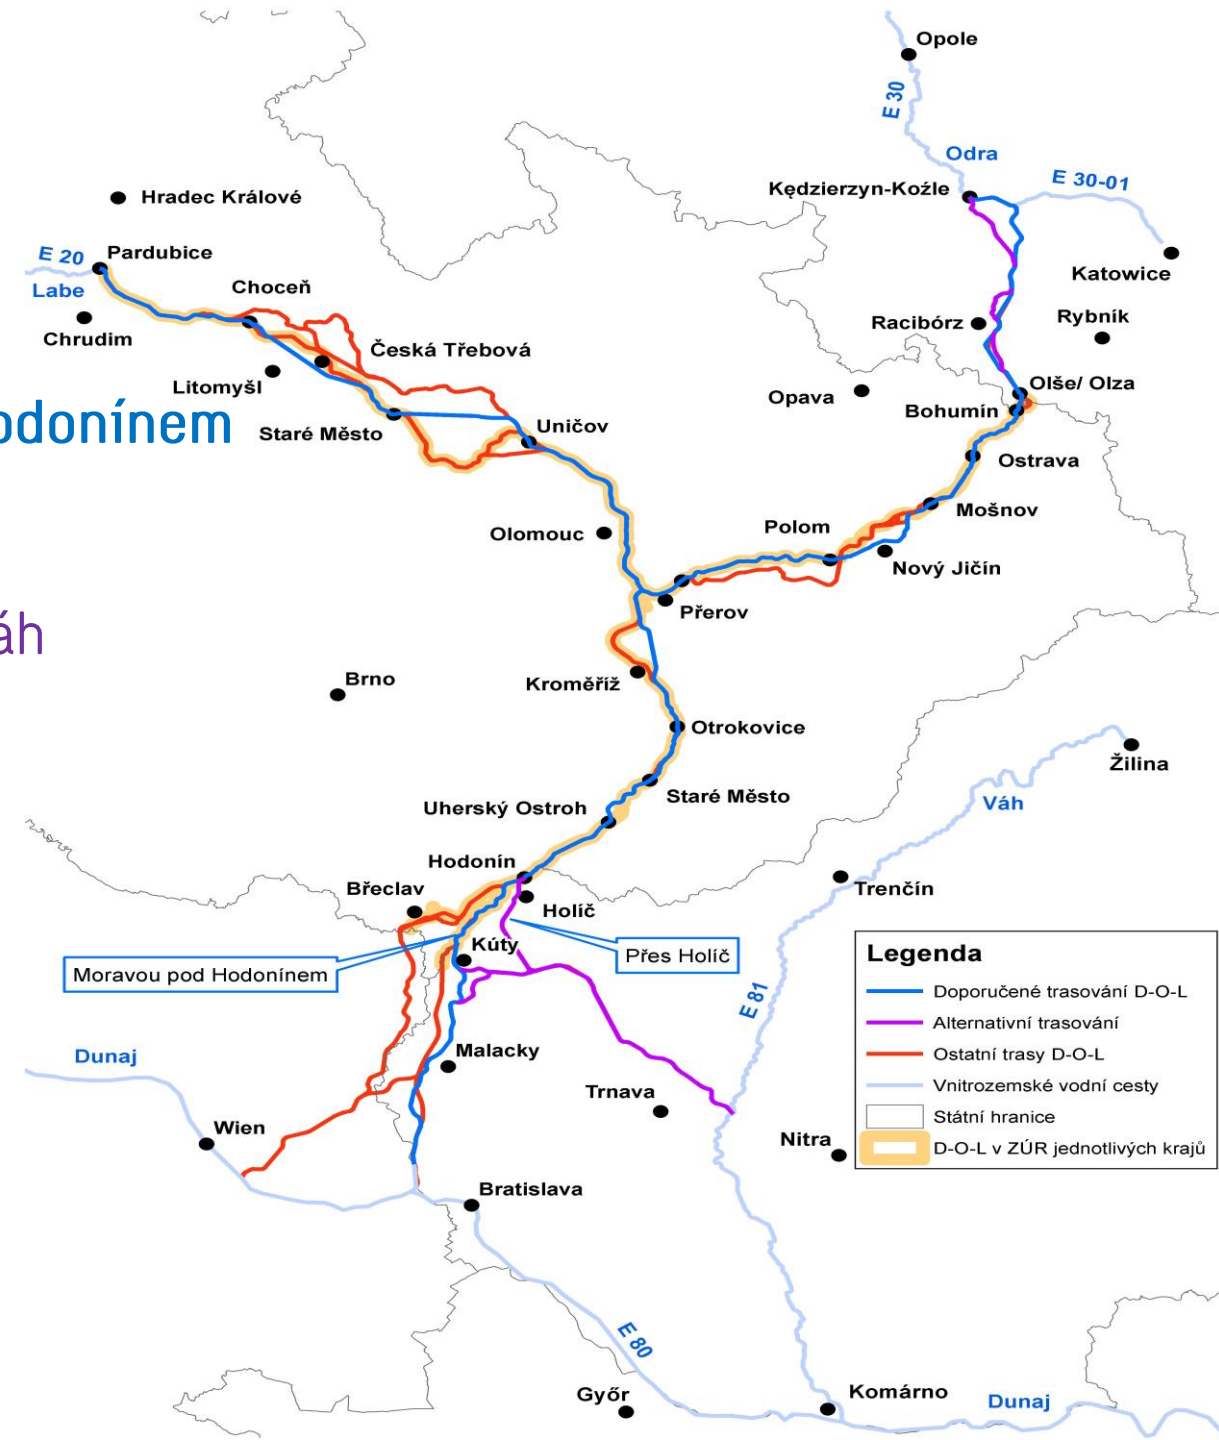 Opole
E 30
Odra
E 30-01
Kędzierzyn-Koźle
Hradec Králové
E 20
Pardubice
Labe
Katowice
Choceň
Chrudim
Racibórz
Rybník
Česká Třebová
Litomyšl
Olše/ Olza
Opava
Bohumín
odonínem
Staré Město
Uničov
Ostrava
Mošnov
Polom
Olomouc
Nový Jičín
Přerov
áh
Brno
Kroměříž
Otrokovice
Žilina
Staré Město
Váh
Uherský Ostroh
Hodonín
Břeclav
Trenčín
Holíč
Kúty
Přes Holíč
Moravou pod Hodonínem
Legenda
Doporučené trasování D-O-L
Alternativní trasování
Ostatní trasy D-O-L
Vnitrozemské vodní cesty
Státní hranice
D-O-L v ZÚR jednotlivých krajů
E 81
Dunaj
Malacky
Trnava
Wien
Nitra
Bratislava
E 80
Győr
Komárno
Dunaj